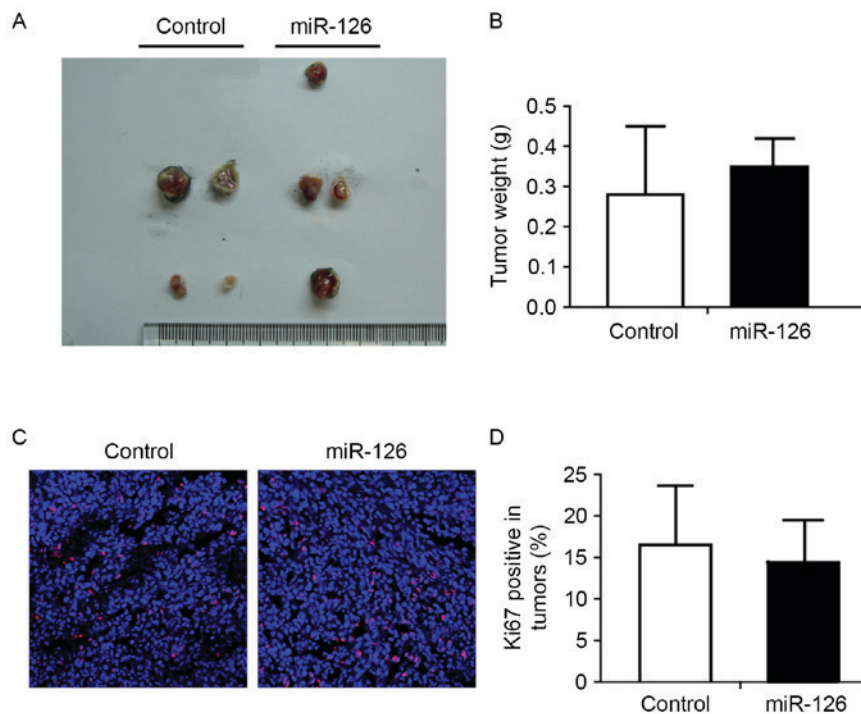 A
Control
miR-126
B
Tumor weight (g)
0.5
0.4
0.3
0.2
0.1
0.0
Control
miR-126
C
Control
miR-126
D
Ki67 positive in
tumors (%)
25
20
15
10
5
0
Control
miR-126